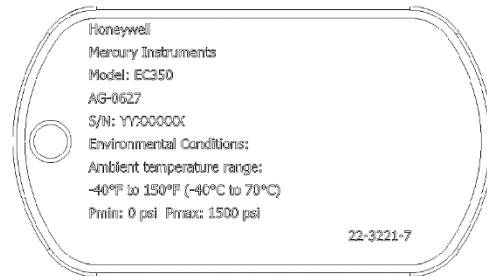 Honeywell
Mercury Instruments
Model: EC350
AG-0627
S/N: YYXXXXXX
Environmental Conditions:
Ambient temperature range:
-40°F to 150°F (-40°C to 70°C)
Pmin: 0 psi Pmax: 1500 psi
22-3221-7